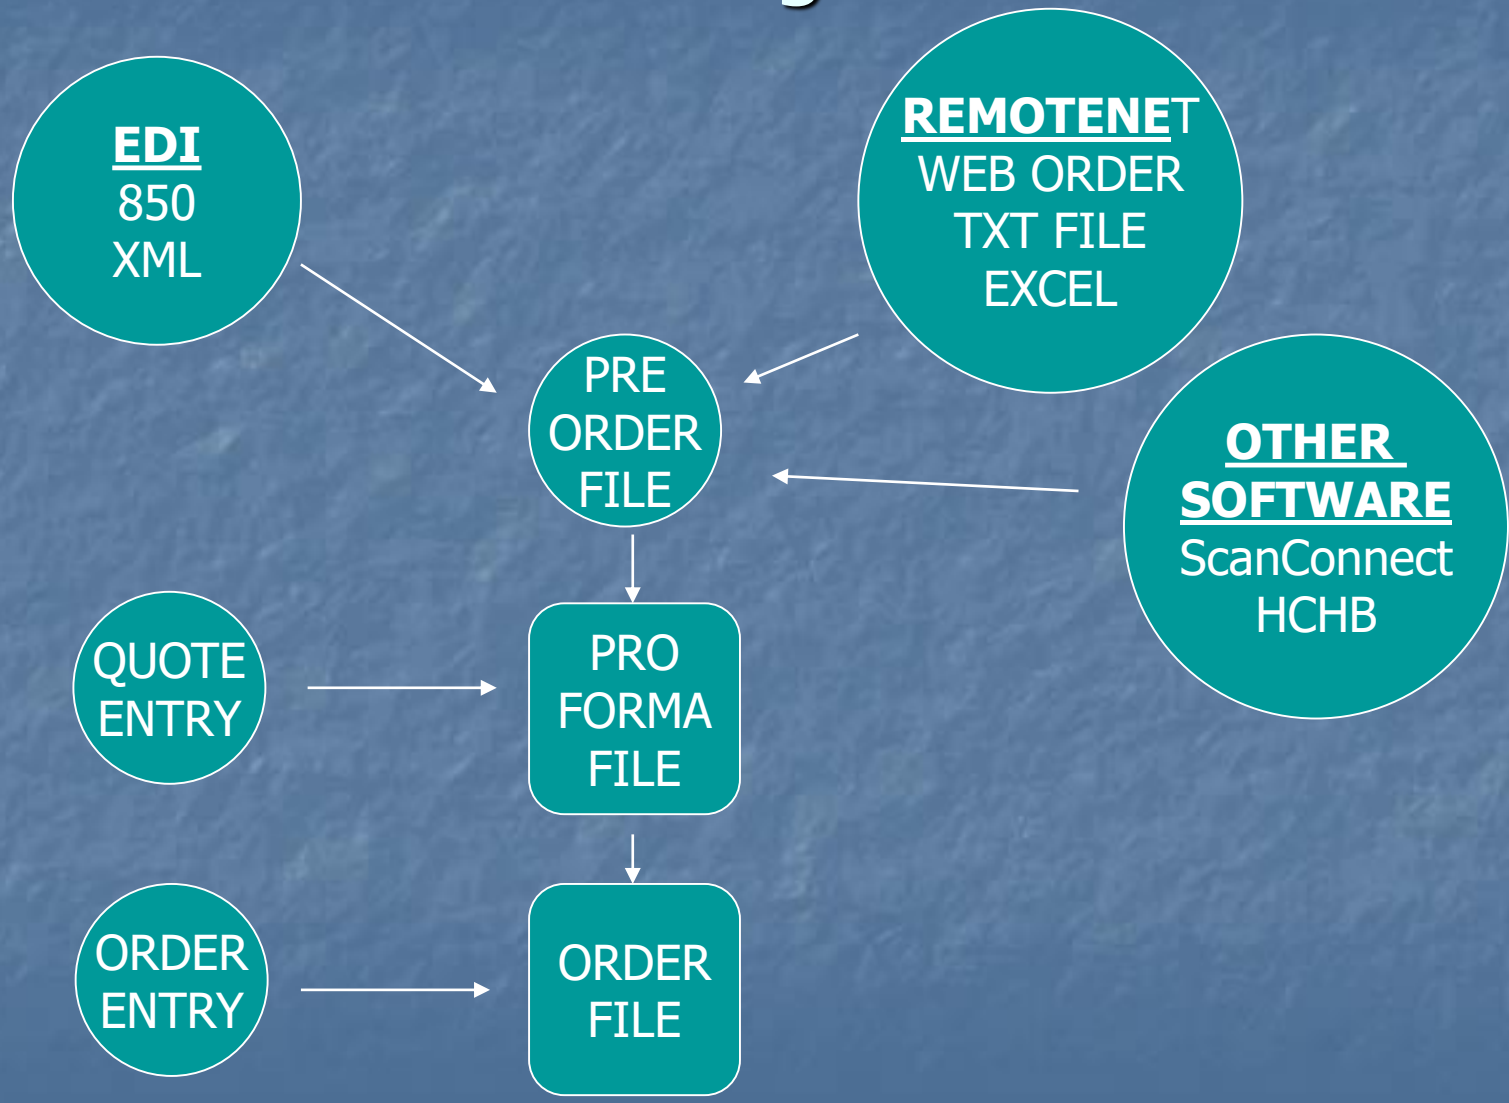 EDI
850
XML
REMOTENET
WEB ORDER
TXT FILE
EXCEL
PRE
ORDER
FILE
OTHER
SOFTWARE
ScanConnect
HCHB
QUOTE
ENTRY
PRO
FORMA
FILE
ORDER
ENTRY
ORDER
FILE